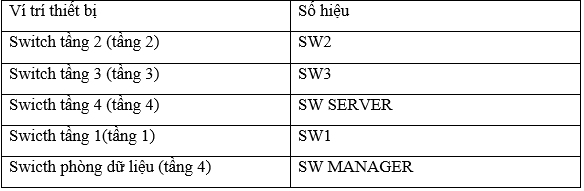 Ví trí thiết bị Số hiệu
Switch tầng 2 (tầng 2) SW2
Switch tầng 3 (tầng 3) SW3
Swicth tầng 4 (tầng 4) SW SERVER
Swicth tầng 1(tầng 1) SW1
Swicth phòng dữ liệu (tầng 4) SW MANAGER